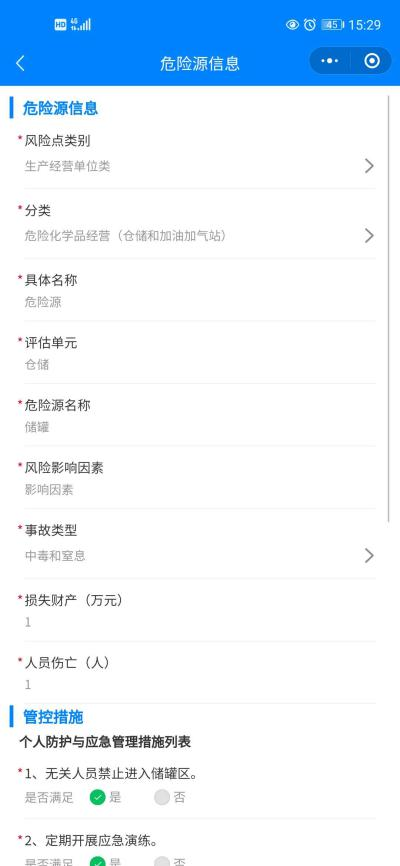 HD 4G 45 15:29
危险源信息
危险源信息
*风险点类别
生产经营单位类
*分类
危险化学品经营（仓储和加油加气站）
*具体名称
危险源
*评估单元
仓储
*危险源名称
储罐
*风险影响因素
影响因素
*事故类型
中毒和窒息
*损失财产（万元）
1
*人员伤亡（人）
1
管控措施
个人防护与应急管理措施列表
*1、无关人员禁止进入储罐区。
是否满足 是 否
*2、定期开展应急演练。
是否满足 是 否